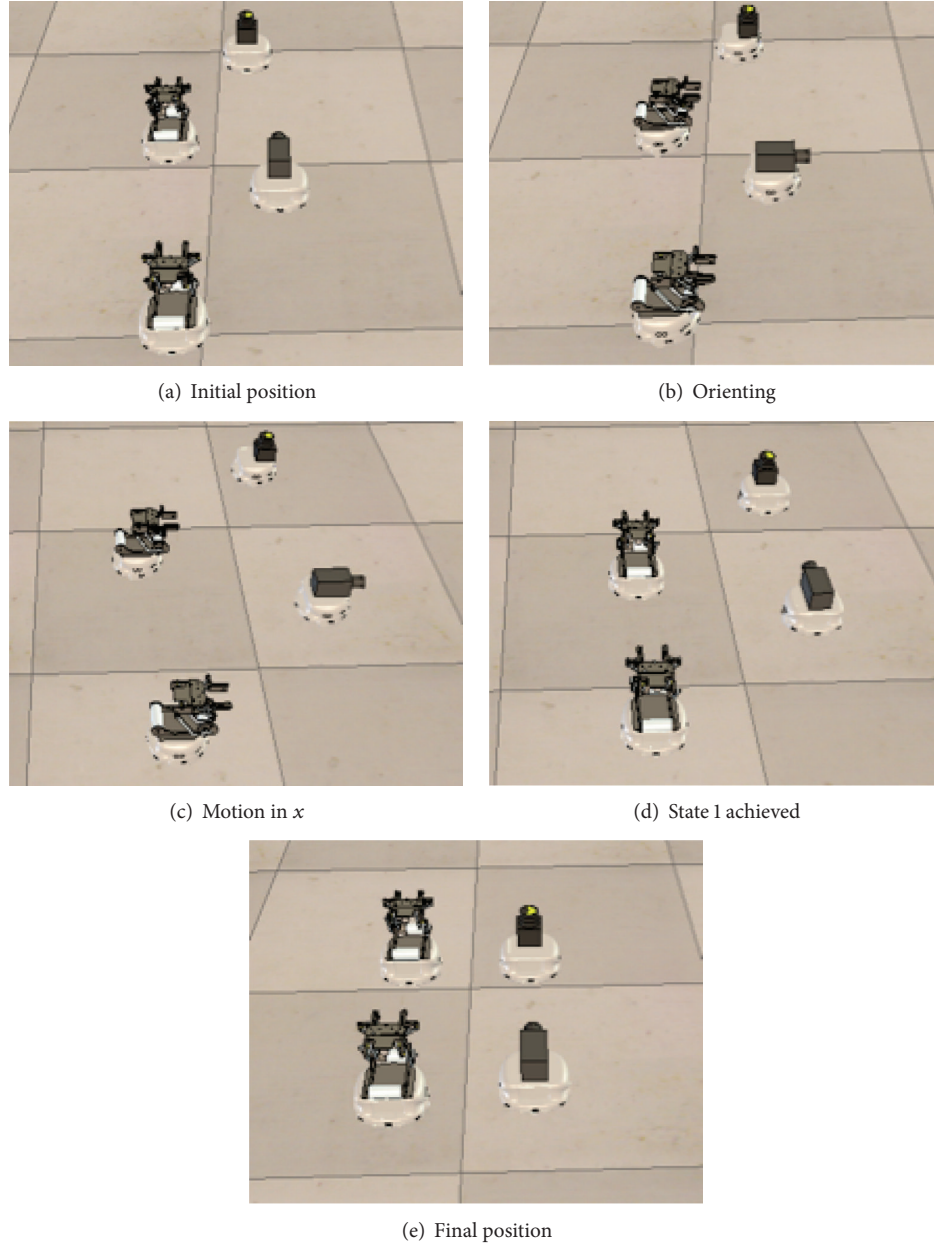 (a) Initial position
(b) Orienting
(c) Motion in x
(d) State 1 achieved
(e) Final position